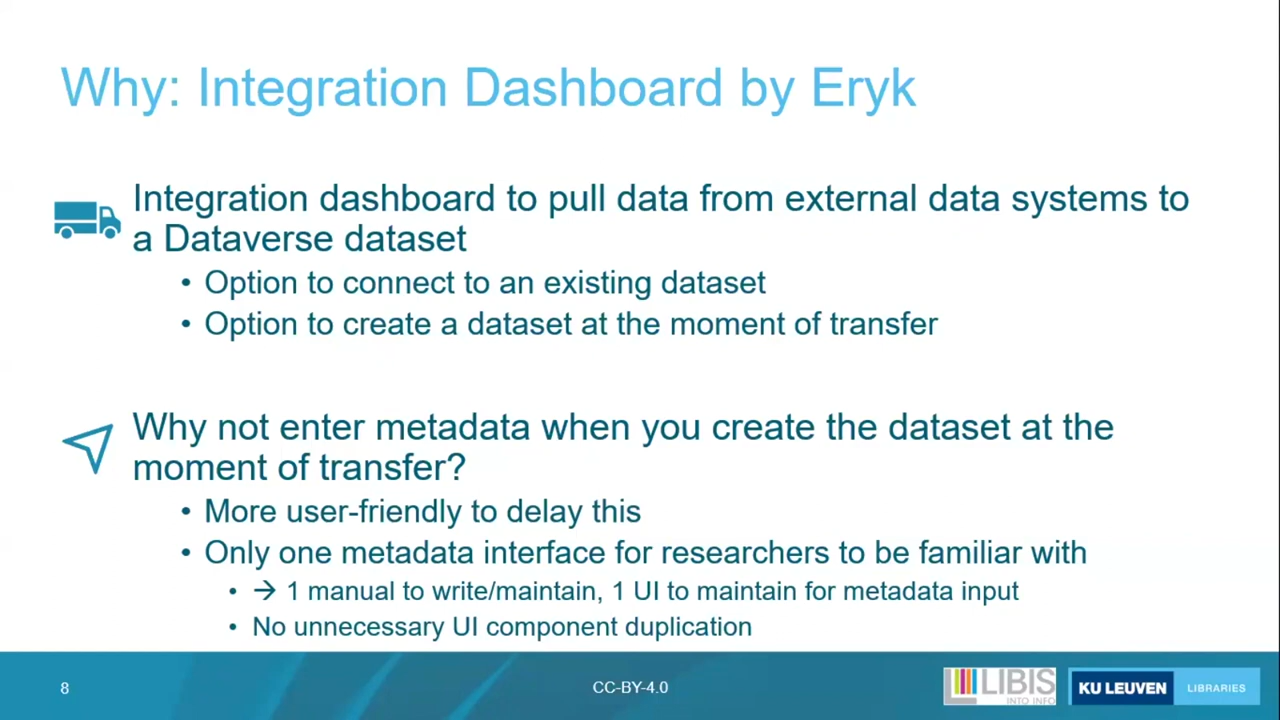 Why: Integration Dashboard by Eryk
Integration dashboard to pull data from external data systems to
a Dataverse dataset
• Option to connect to an existing dataset
• Option to create a dataset at the moment of transfer
Why not enter metadata when you create the dataset at the
moment of transfer?
• More user-friendly to delay this
• Only one metadata interface for researchers to be familiar with
• → 1 manual to write/maintain, 1 UI to maintain for metadata input
• No unnecessary UI component duplication
8
CC-BY-4.0
LIBIS
INTO INFO
KU LEUVEN
LIBRARIES